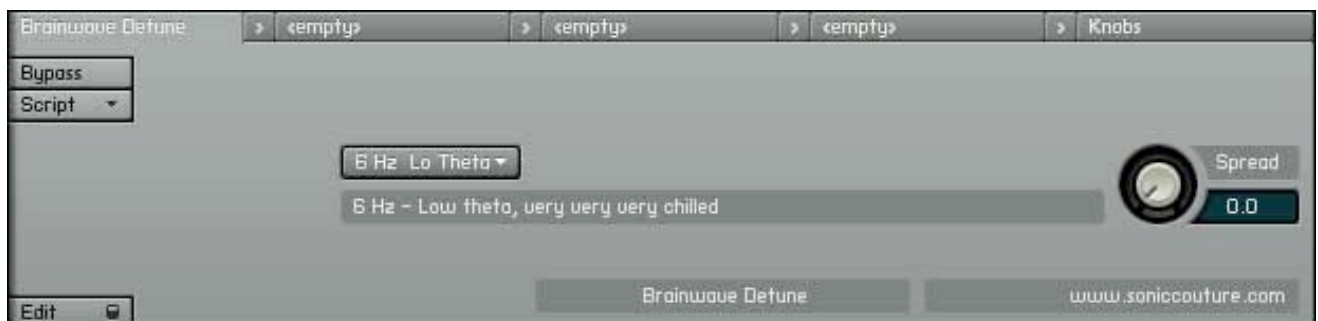 Brainwave Detune > <empty> > <empty> > <empty> > Knobs
Bypass
Script
6 Hz Lo Theta
Spread
6 Hz - Low theta, very very very chilled
0.0
Brainwave Detune
www.soniccouture.com
Edit